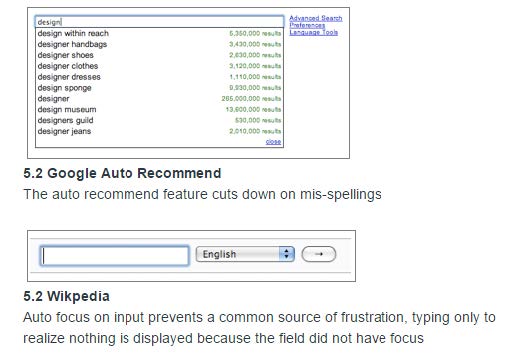 design
Advanced Search
Preferences
Language Tools
design within reach 5,350,000 results
designer handbags 3,430,000 results
designer shoes 2,630,000 results
designer clothes 3,120,000 results
designer dresses 1,110,000 results
design sponge 9,930,000 results
designer 265,000,000 results
design museum 13,600,000 results
designers guild 530,000 results
designer jeans 2,010,000 results
close
5.2 Google Auto Recommend
The auto recommend feature cuts down on mis-spellings
English
→
5.2 Wikpedia
Auto focus on input prevents a common source of frustration, typing only to
realize nothing is displayed because the field did not have focus